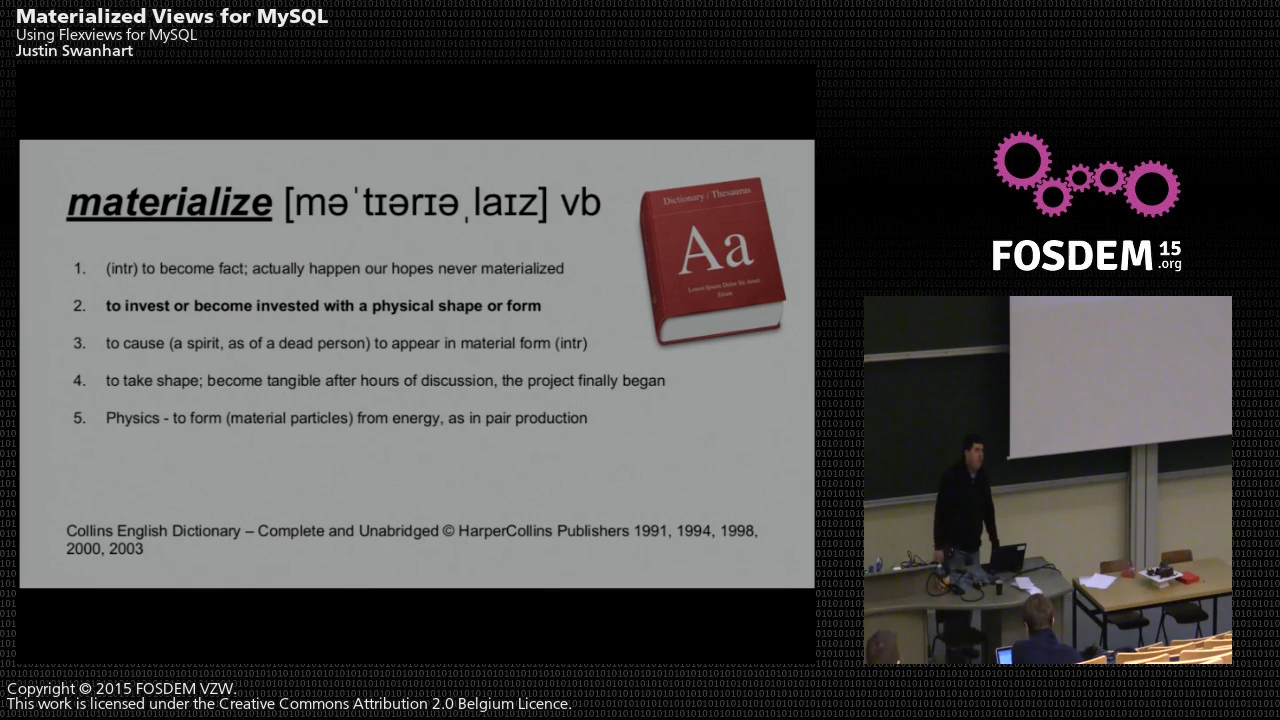 Materialized Views for MySQL
Using Flexviews for MySQL
Justin Swanhart
materialize [məˈtɪərɪəˌlaɪz] vb
1. (intr) to become fact; actually happen our hopes never materialized
2. to invest or become invested with a physical shape or form
3. to cause (a spirit, as of a dead person) to appear in material form (intr)
4. to take shape; become tangible after hours of discussion, the project finally began
5. Physics - to form (material particles) from energy, as in pair production
Collins English Dictionary – Complete and Unabridged © HarperCollins Publishers 1991, 1994, 1998,
2000, 2003
Dictionary / Thesaurus
Aa
FOSDEM 15
.org
Copyright © 2015 FOSDEM VZW.
This work is licensed under the Creative Commons Attribution 2.0 Belgium Licence.